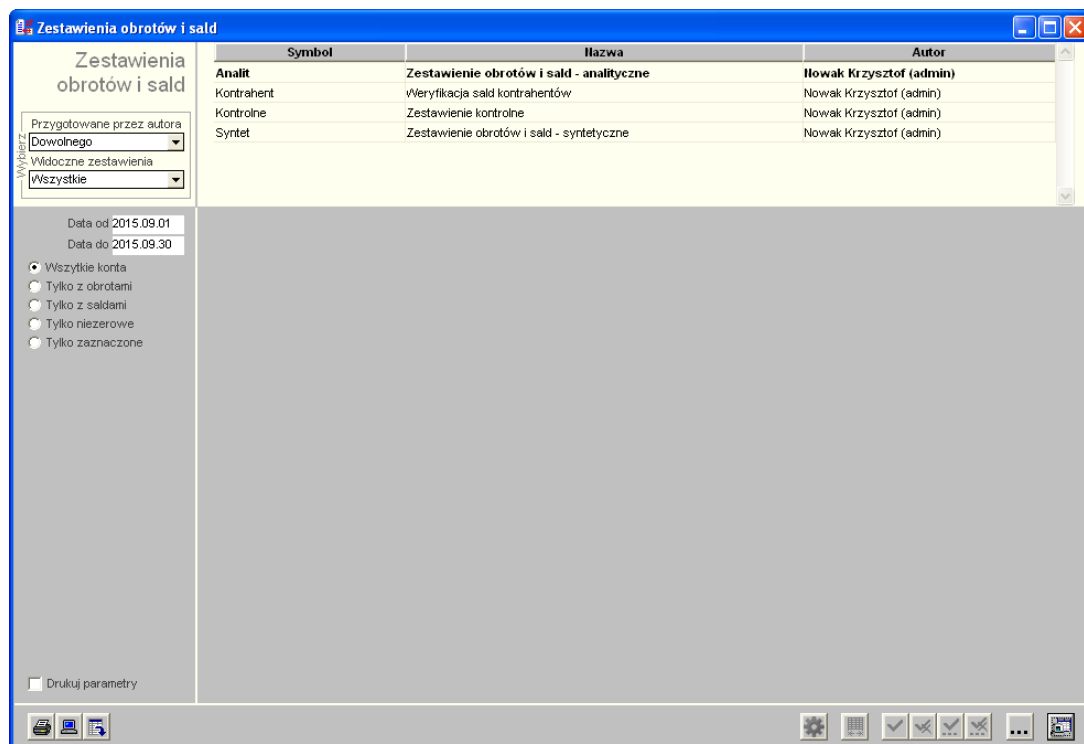 Zestawienia obrotów i sald
Zestawienia
obrotów i sald
Wybierz
Przygotowane przez autora
Dowolnego
Widoczne zestawienia
Wszystkie
Symbol Nazwa Autor
Analit Zestawienie obrotów i sald - analityczne Nowak Krzysztof (admin)
Kontrahent Weryfikacja sald kontrahentów Nowak Krzysztof (admin)
Kontrolne Zestawienie kontrolne Nowak Krzysztof (admin)
Syntet Zestawienie obrotów i sald - syntetyczne Nowak Krzysztof (admin)
Data od 2015.09.01
Data do 2015.09.30
Wszytkie konta
Tylko z obrotami
Tylko z saldami
Tylko niezerowe
Tylko zaznaczone
Drukuj parametry
...